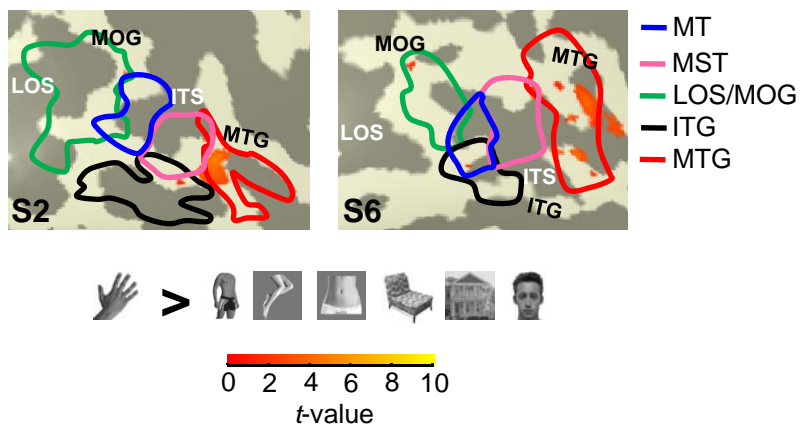 MOG
LOS
ITS
MTG
S2
MOG
MTG
LOS
ITS
ITG
S6
MT
MST
LOS/MOG
ITG
MTG
>
0 2 4 6 8 10
t-value